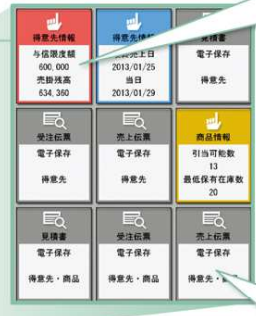 得意先情報
与信限度額
600,000
売掛残高
634,360
得意先情報
売上日
2013/01/25
当日
2013/01/29
見積書
電子保存
得意先
受注伝票
電子保存
得意先
売上伝票
電子保存
得意先
商品情報
引当可能数
13
最低保有在庫数
20
見積書
電子保存
得意先・商品
受注伝票
電子保存
得意先・商品
売上伝票
電子保存
得意先・